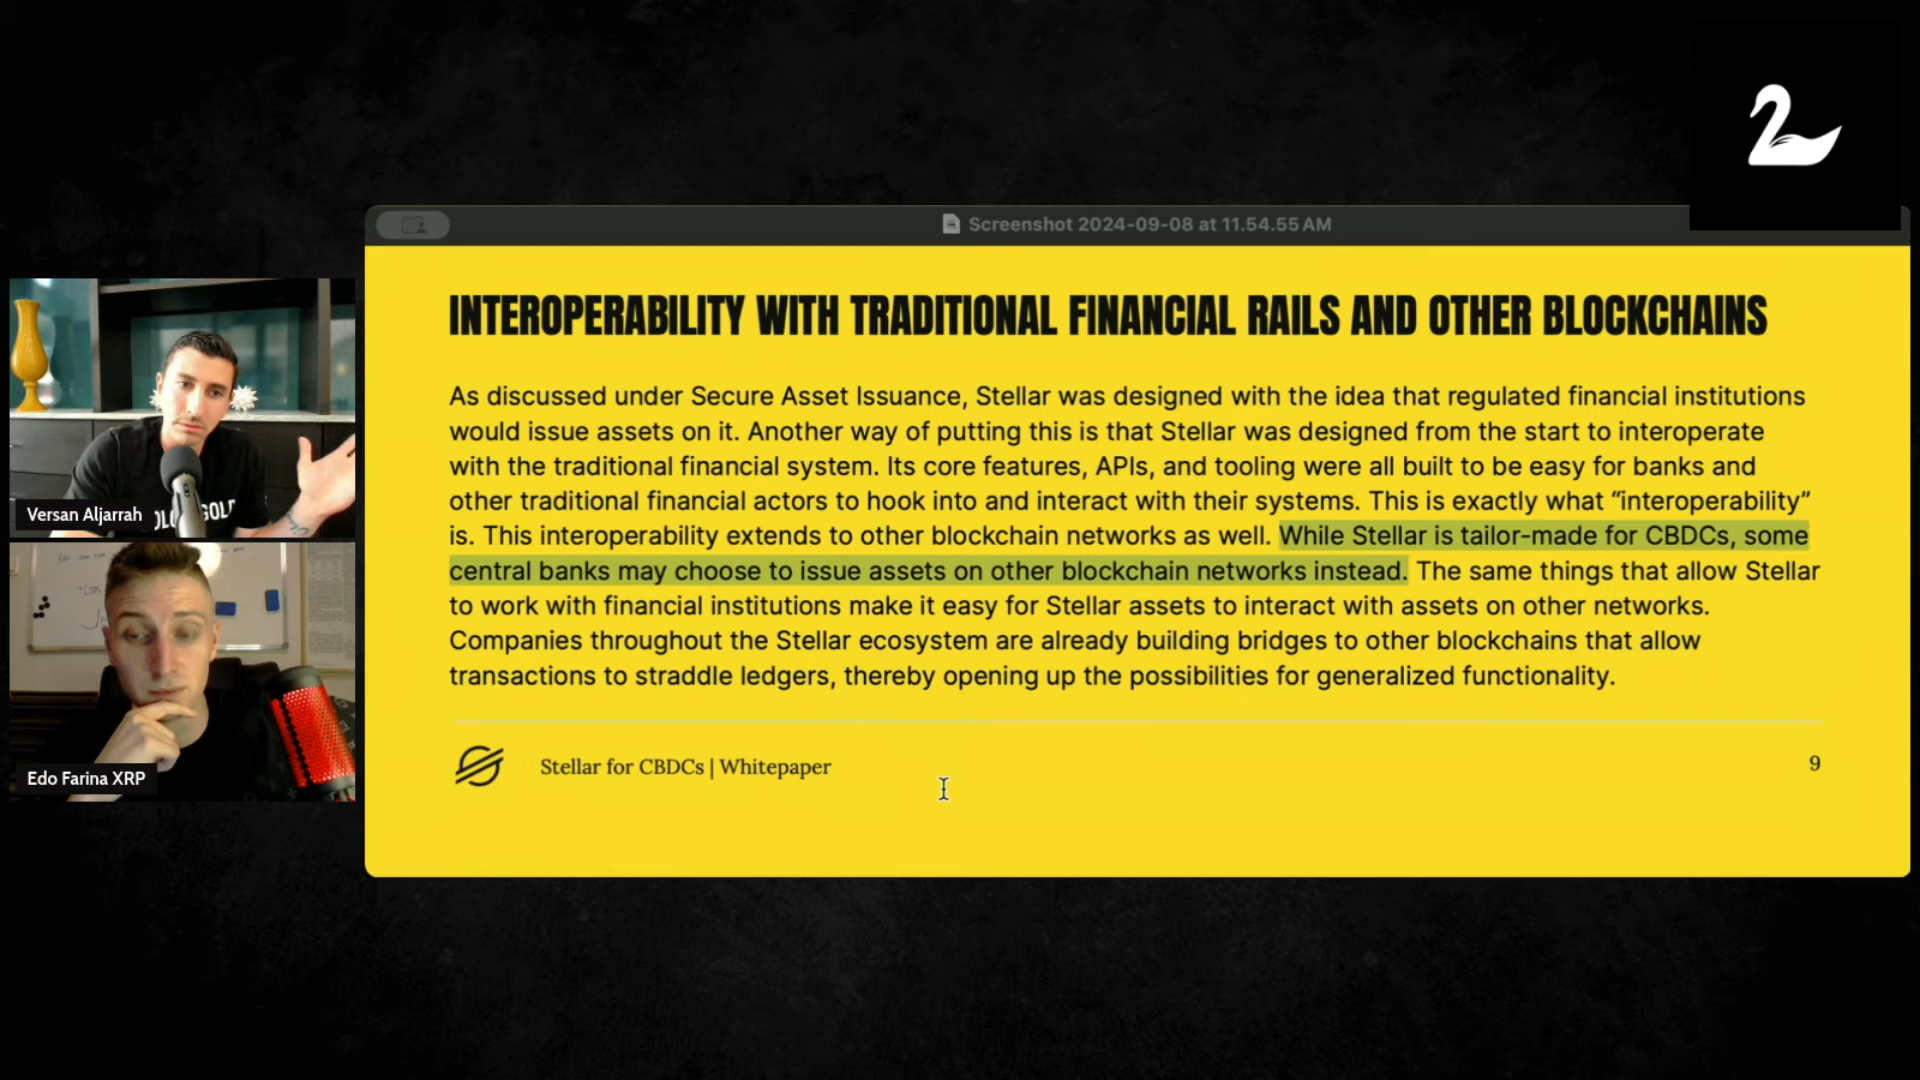 Screenshot 2024-09-08 at 11.54.55 AM
INTEROPERABILITY WITH TRADITIONAL FINANCIAL RAILS AND OTHER BLOCKCHAINS
As discussed under Secure Asset Issuance, Stellar was designed with the idea that regulated financial institutions
would issue assets on it. Another way of putting this is that Stellar was designed from the start to interoperate
with the traditional financial system. Its core features, APIs, and tooling were all built to be easy for banks and
other traditional financial actors to hook into and interact with their systems. This is exactly what “interoperability”
is. This interoperability extends to other blockchain networks as well. While Stellar is tailor-made for CBDCs, some
central banks may choose to issue assets on other blockchain networks instead. The same things that allow Stellar
to work with financial institutions make it easy for Stellar assets to interact with assets on other networks.
Companies throughout the Stellar ecosystem are already building bridges to other blockchains that allow
transactions to straddle ledgers, thereby opening up the possibilities for generalized functionality.
Stellar for CBDCs | Whitepaper
9
Versan Aljarrah
Edo Farina XRP